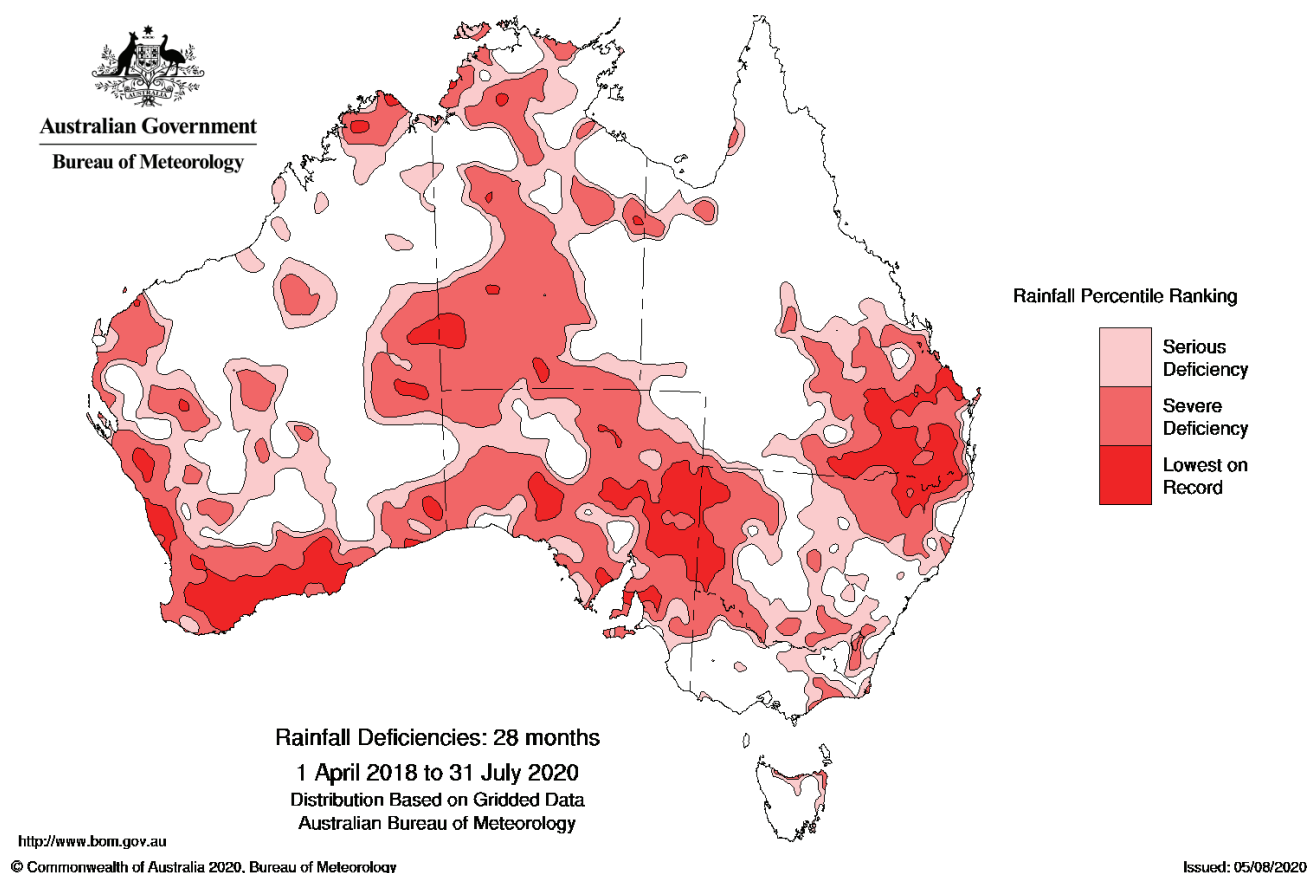 AUSTRALIA
Australian Government
Bureau of Meteorology
Rainfall Percentile Ranking
Serious
Deficiency
Severe
Deficiency
Lowest on
Record
Rainfall Deficiencies: 28 months
1 April 2018 to 31 July 2020
Distribution Based on Gridded Data
Australian Bureau of Meteorology
http://www.bom.gov.au
© Commonwealth of Australia 2020, Bureau of Meteorology
Issued: 05/08/2020